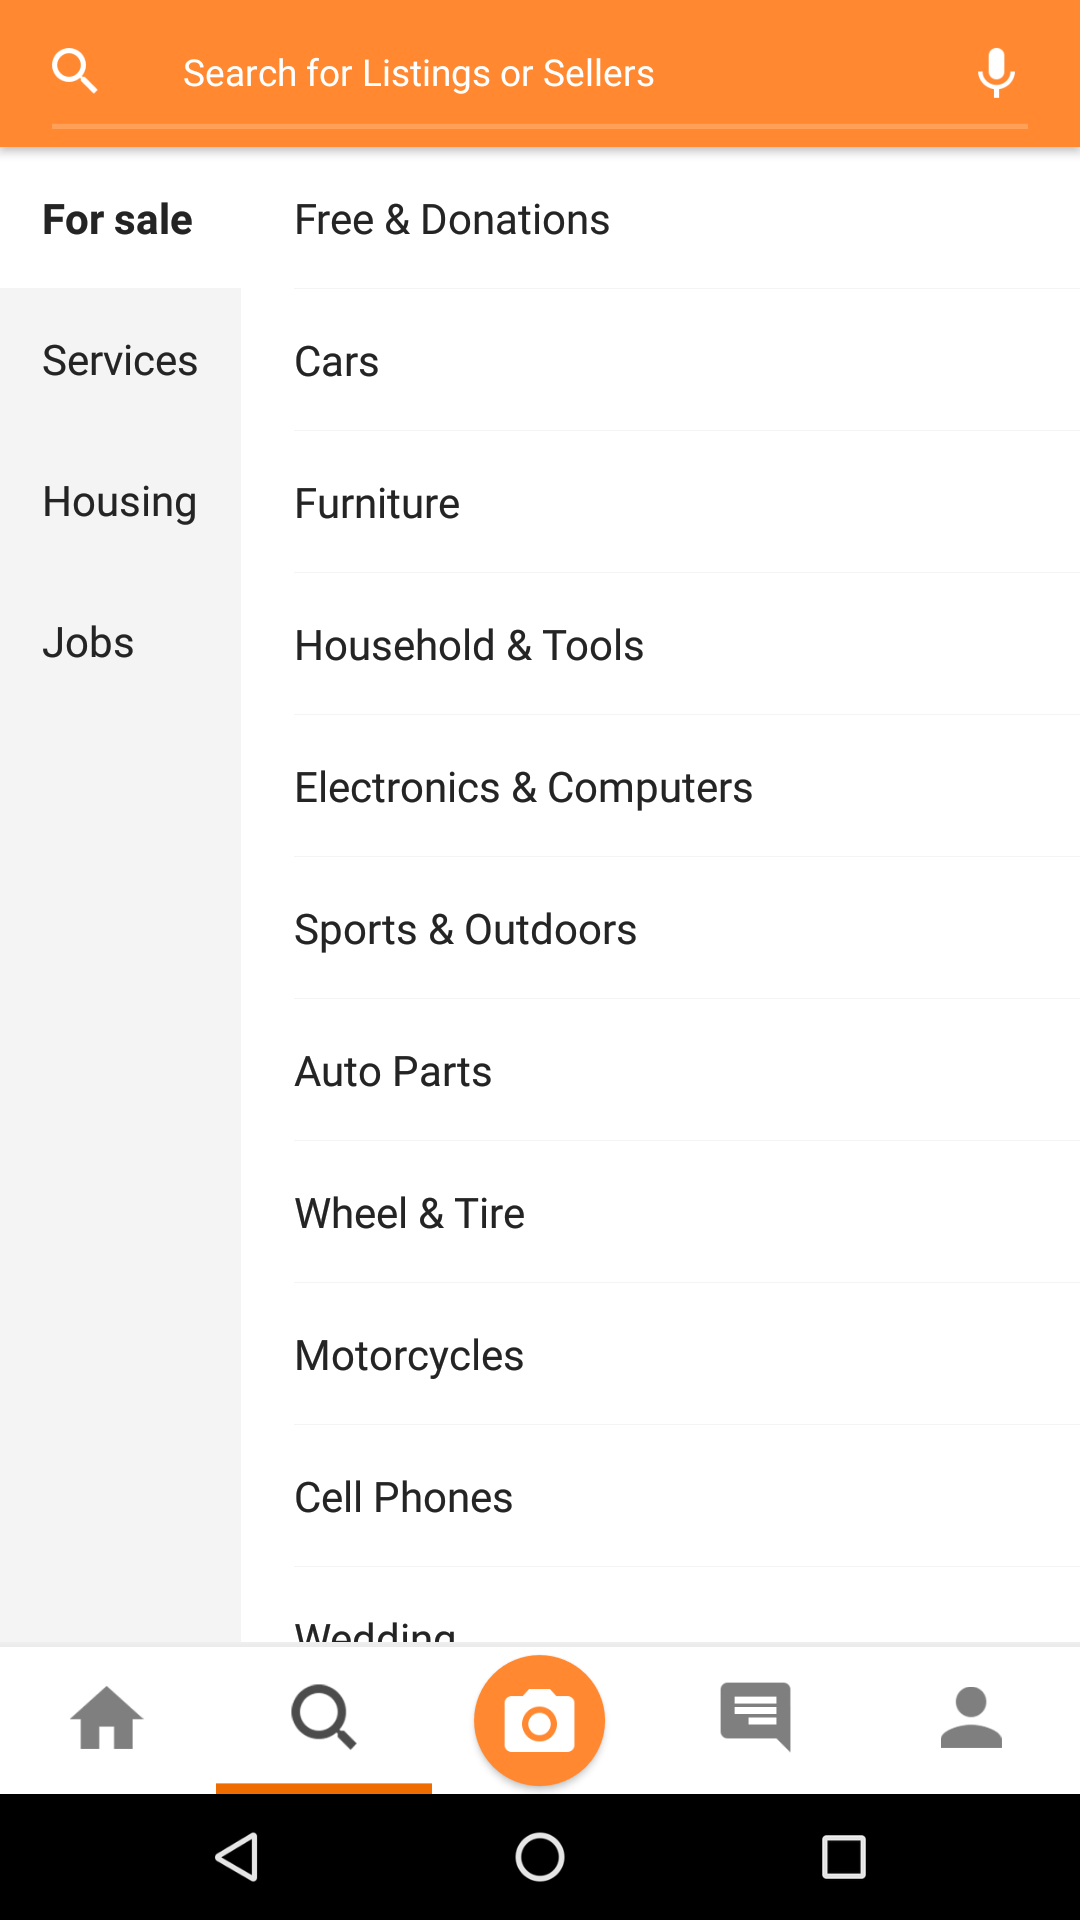 Search for Listings or Sellers
For sale
Services
Housing
Jobs
Free & Donations
Cars
Furniture
Household & Tools
Electronics & Computers
Sports & Outdoors
Auto Parts
Wheel & Tire
Motorcycles
Cell Phones
Wedding